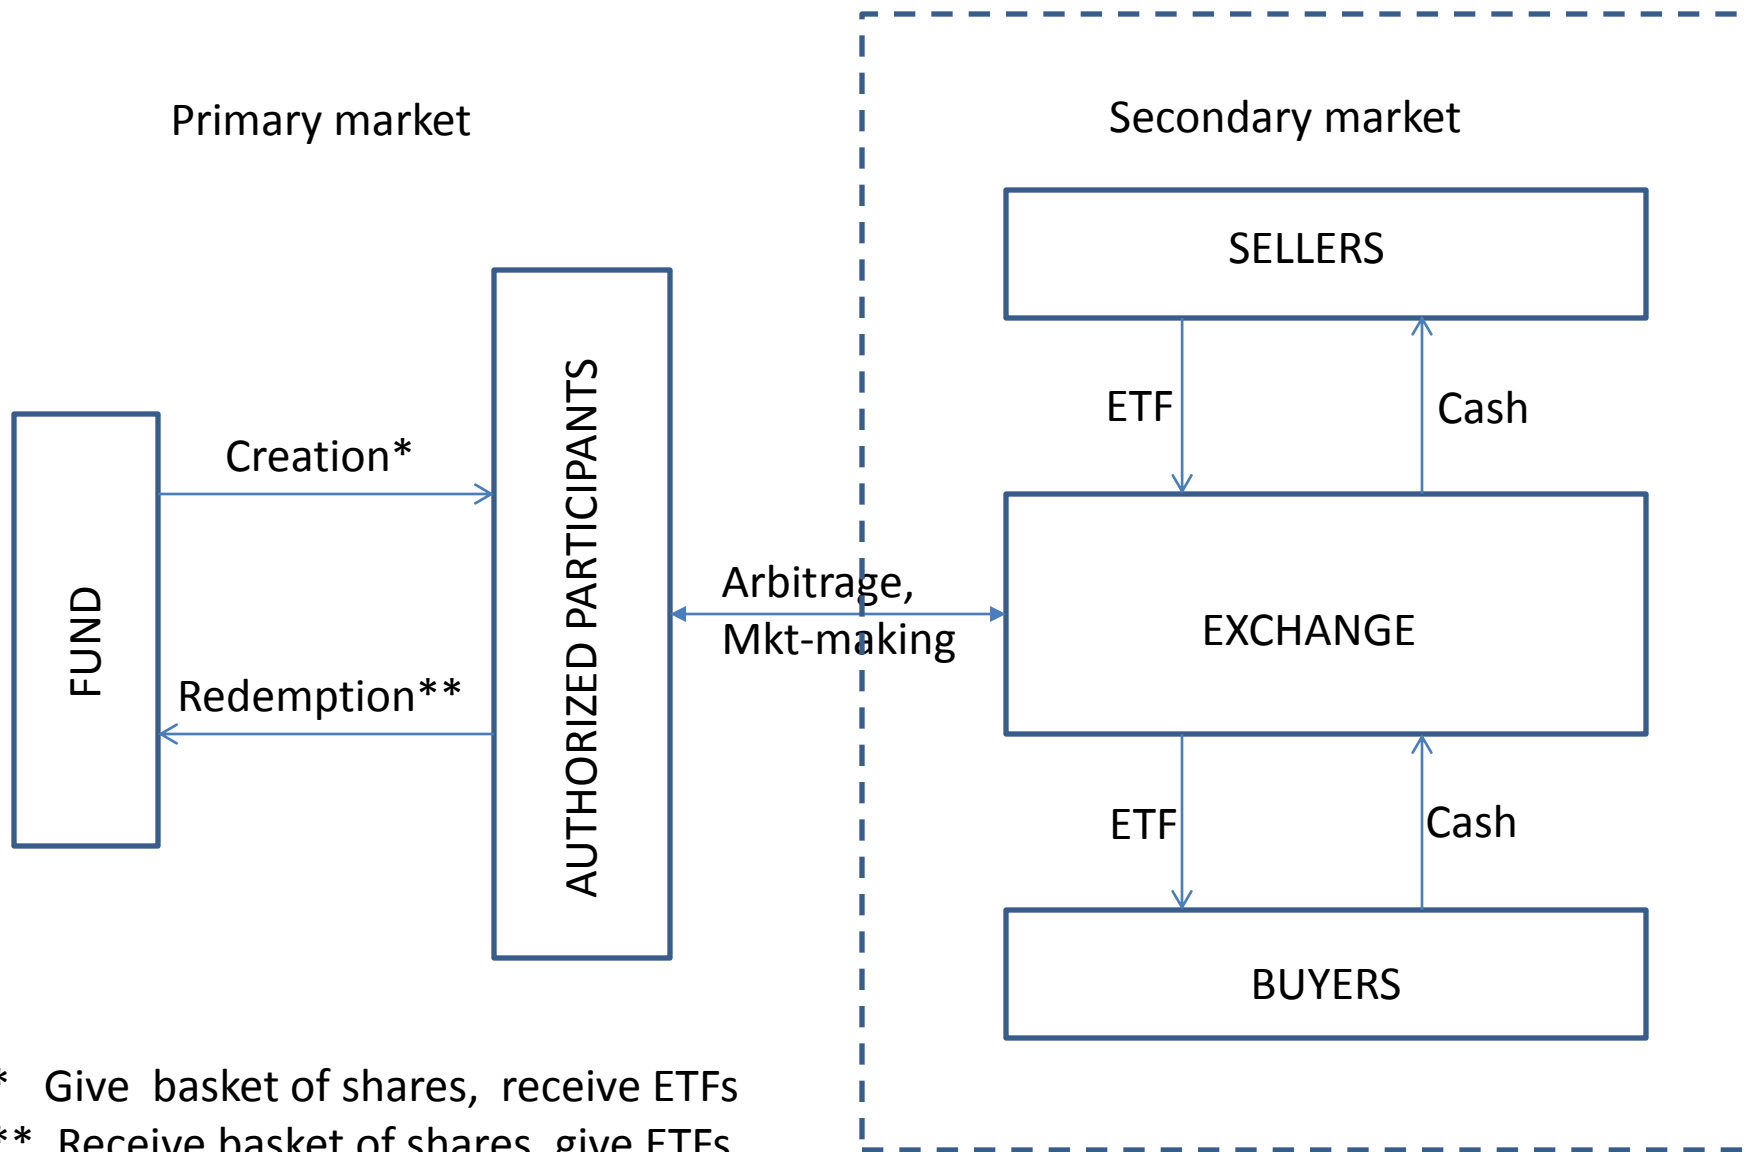 Primary market
Secondary market
SELLERS
ETF
Cash
Creation*
AUTHORIZED PARTICIPANTS
FUND
Arbitrage,
Mkt-making
EXCHANGE
Redemption**
ETF
Cash
BUYERS
* Give basket of shares, receive ETFs
** Receive basket of shares, give ETFs